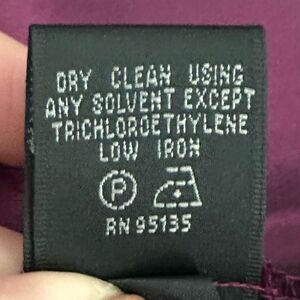 DRY CLEAN USING
ANY SOLVENT EXCEPT
TRICHLOROETHYLENE
LOW IRON
P
RN 95135